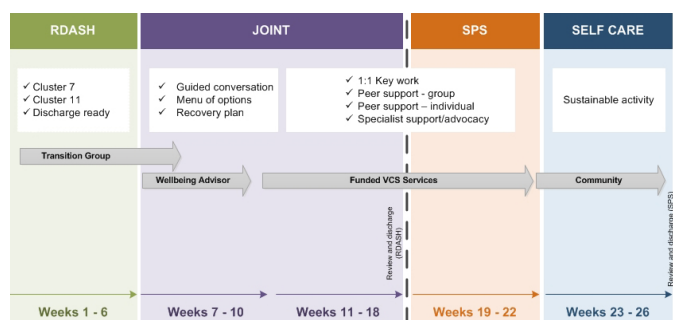 RDASH
JOINT
SPS
SELF CARE
✓ Cluster 7
✓ Cluster 11
✓ Discharge ready
✓ Guided conversation
✓ Menu of options
✓ Recovery plan
✓ 1:1 Key work
✓ Peer support - group
✓ Peer support – individual
✓ Specialist support/advocacy
Sustainable activity
Transition Group
Wellbeing Advisor
Funded VCS Services
Community
Review and discharge
(RDASH)
Review and discharge (SPS)
Weeks 1 - 6
Weeks 7 - 10
Weeks 11 - 18
Weeks 19 - 22
Weeks 23 - 26